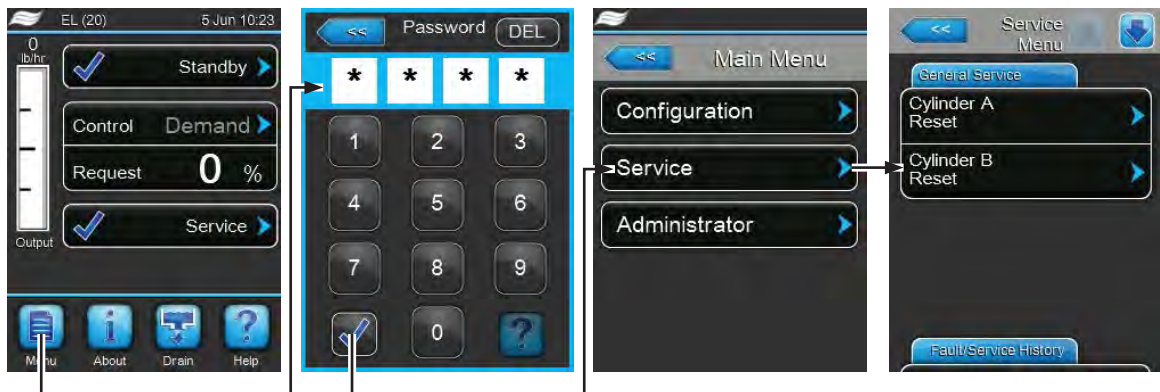 EL (20) 5 Jun 10:23
0
lb/hr
Standby
Control Demand
Request 0 %
Service
Output
Menu About Drain Help
<< Password DEL
* * * *
1 2 3
4 5 6
7 8 9
0 ?
<< Main Menu
Configuration
Service
Administrator
<< Service
Menu
General Service
Cylinder A
Reset
Cylinder B
Reset
Fault/Service History